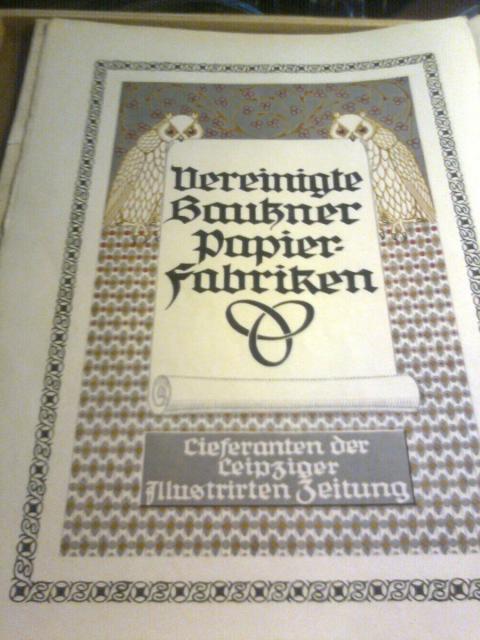 Vereinigte
Bautzner
Papier-
fabriken
Lieferanten der
Leipziger
Illustrirten Zeitung